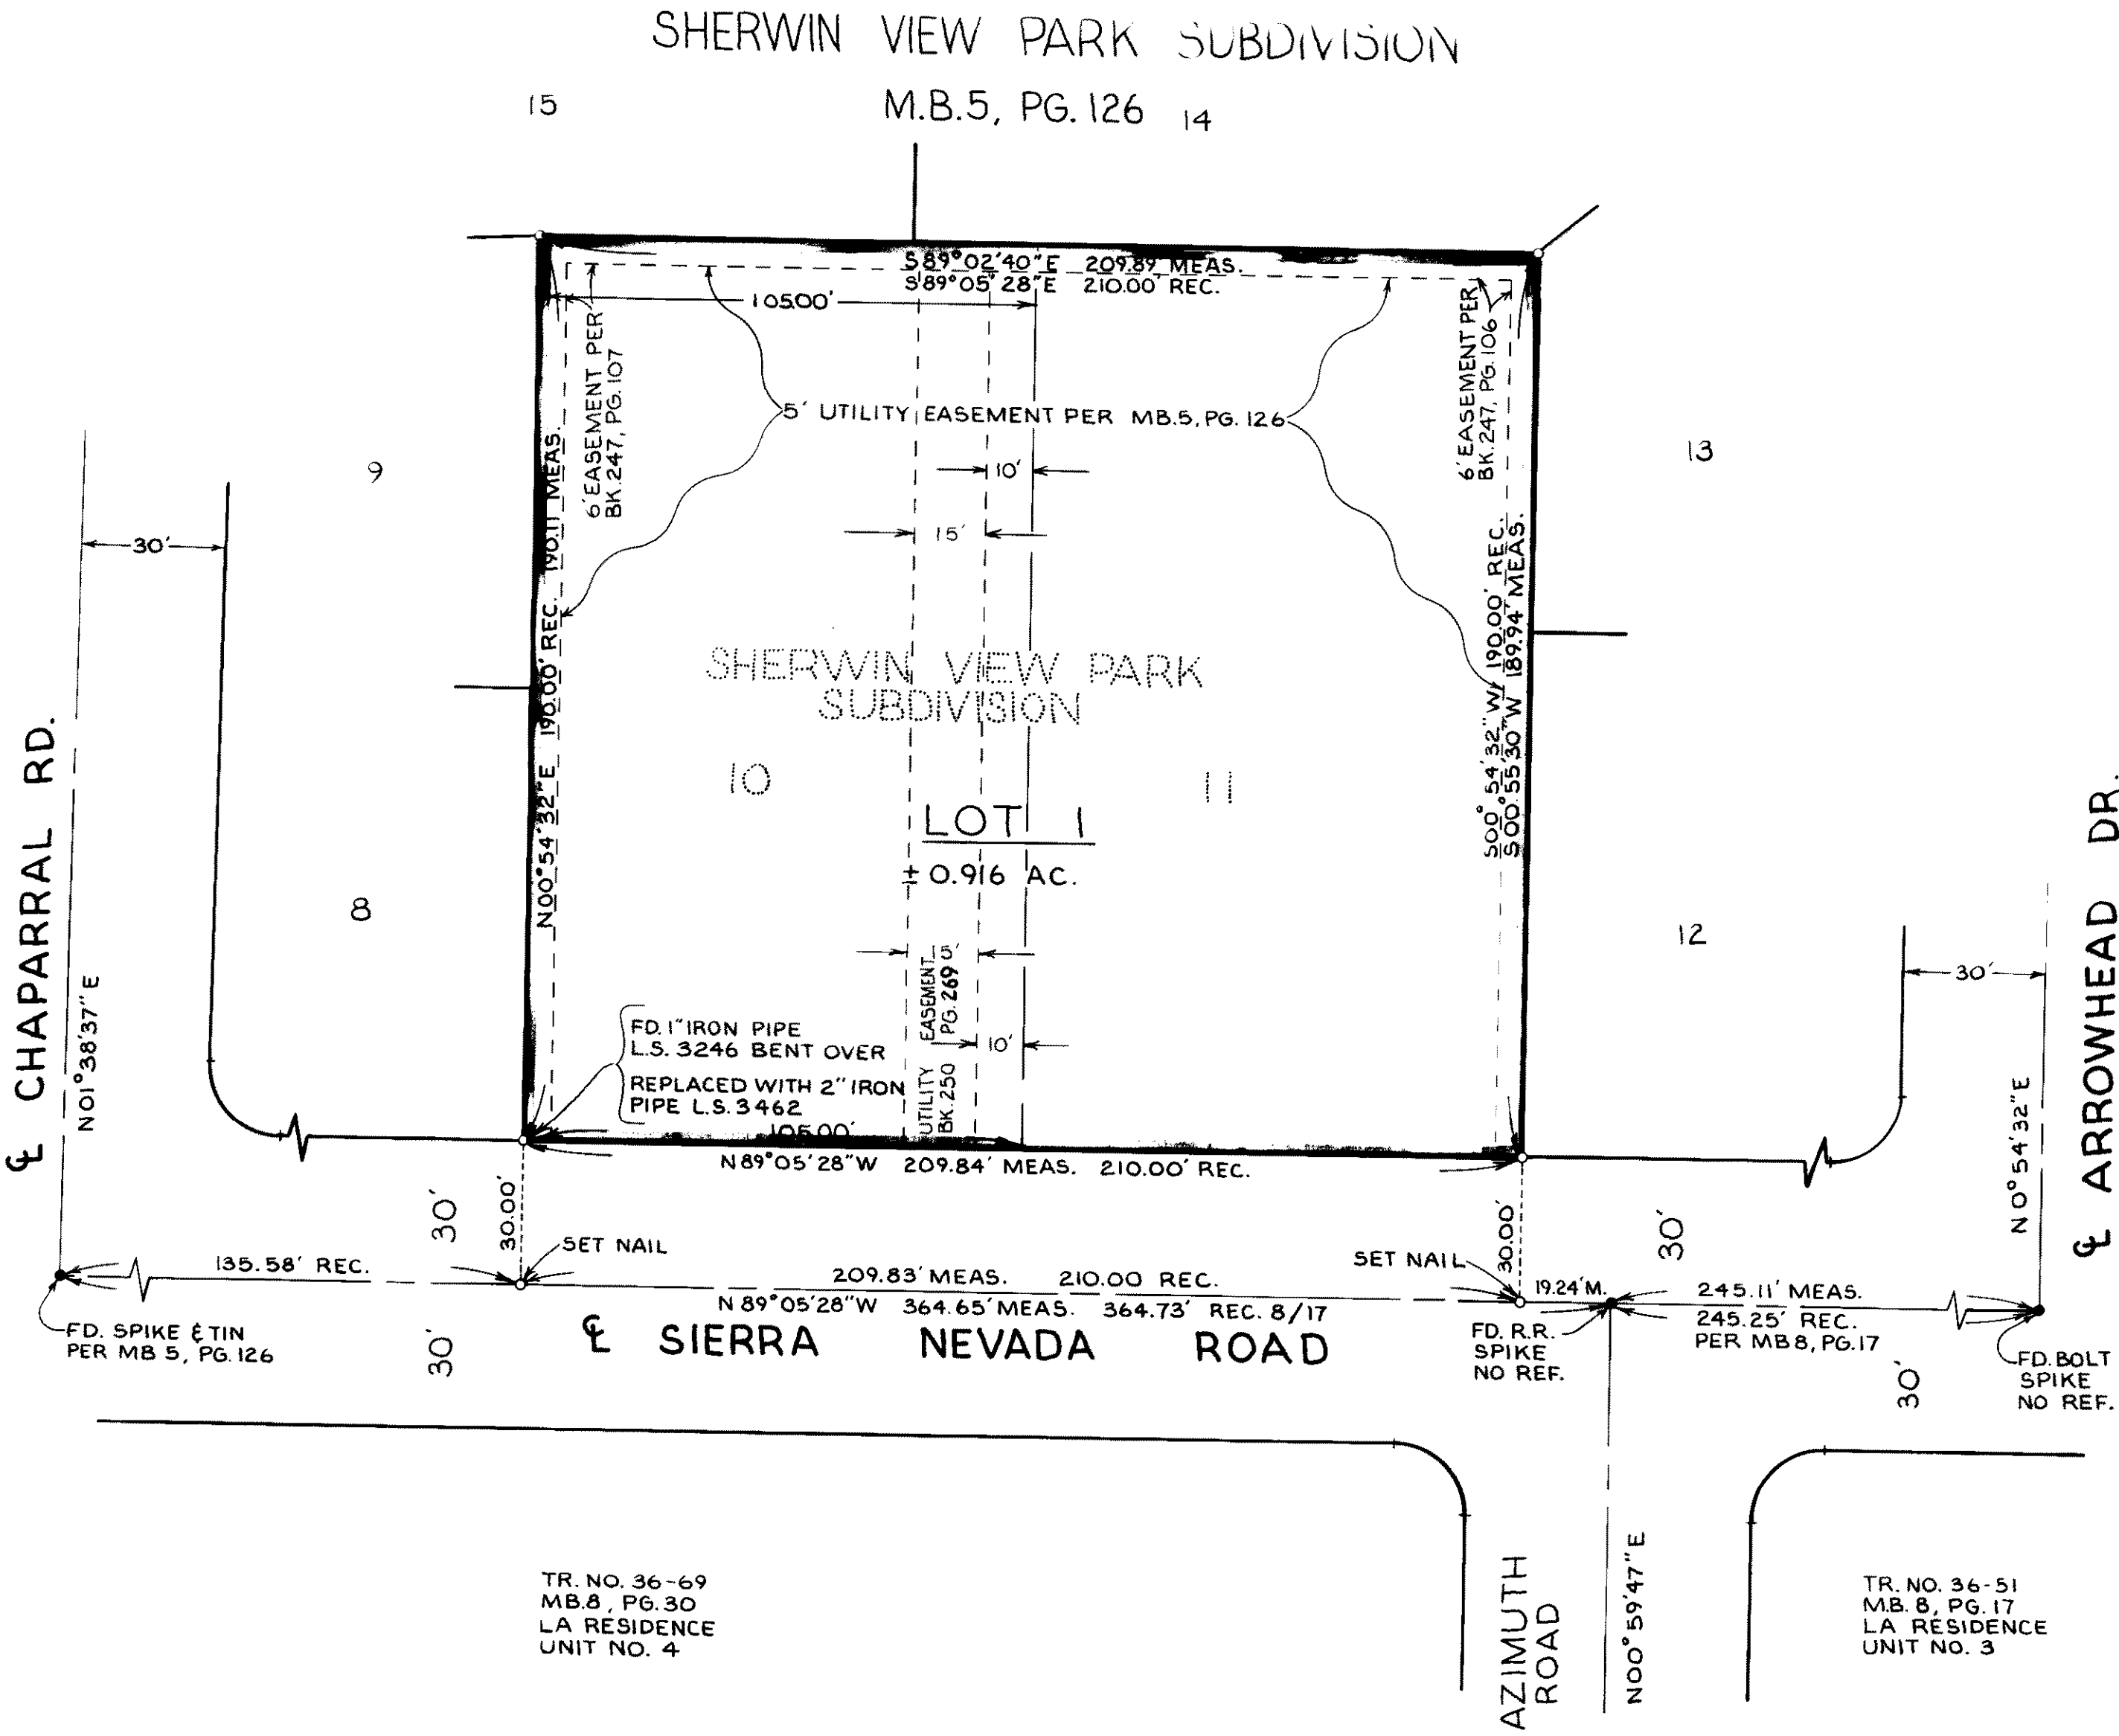 SHERWIN VIEW PARK SUBDIVISION
M.B.5, PG. 126
15
14
S 89°02'40"E 209.89 MEAS.
S 89°05'28"E 210.00' REC.
105.00'
6' EASEMENT PER
BK. 247, PG. 107
6' EASEMENT PER
BK. 247, PG. 106
5' UTILITY EASEMENT PER MB.5, PG. 126
10'
15'
9
13
30'
N00°54'32"E 190.00' REC. 190.11 MEAS.
S00°54'32"W 190.00' REC.
S00°55'30"W 189.94' MEAS.
SHERWIN VIEW PARK
SUBDIVISION
10
11
LOT 1
± 0.916 AC.
8
12
15'
10'
UTILITY EASEMENT
BK. 250 PG. 269
30'
℄ CHAPARRAL RD.
N01°38'37"E
℄ ARROWHEAD DR.
N0°54'32"E
FD. 1" IRON PIPE
L.S. 3246 BENT OVER
REPLACED WITH 2" IRON
PIPE L.S. 3462
105.00'
N 89°05'28"W 209.84' MEAS. 210.00' REC.
30'
30.00'
30.00'
30'
SET NAIL
SET NAIL
135.58' REC.
209.83' MEAS. 210.00 REC.
19.24' M.
245.11' MEAS.
N 89°05'28"W 364.65' MEAS. 364.73' REC. 8/17
245.25' REC.
PER MB 8, PG. 17
FD. SPIKE & TIN
PER MB 5, PG. 126
30'
℄ SIERRA NEVADA ROAD
FD. R.R.
SPIKE
NO REF.
30'
FD. BOLT
SPIKE
NO REF.
TR. NO. 36-69
MB.8, PG.30
LA RESIDENCE
UNIT NO. 4
AZIMUTH
ROAD
N00°59'47"E
TR. NO. 36-51
M.B. 8, PG. 17
LA RESIDENCE
UNIT NO. 3